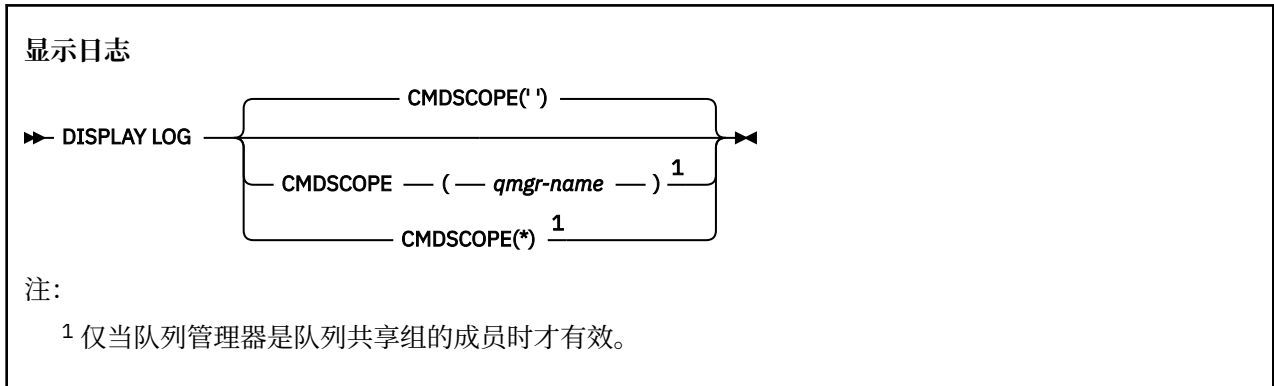 显示日志
CMDSCOPE(' ')
DISPLAY LOG
CMDSCOPE ( qmgr-name ) 1
CMDSCOPE(*) 1
注：
1 仅当队列管理器是队列共享组的成员时才有效。